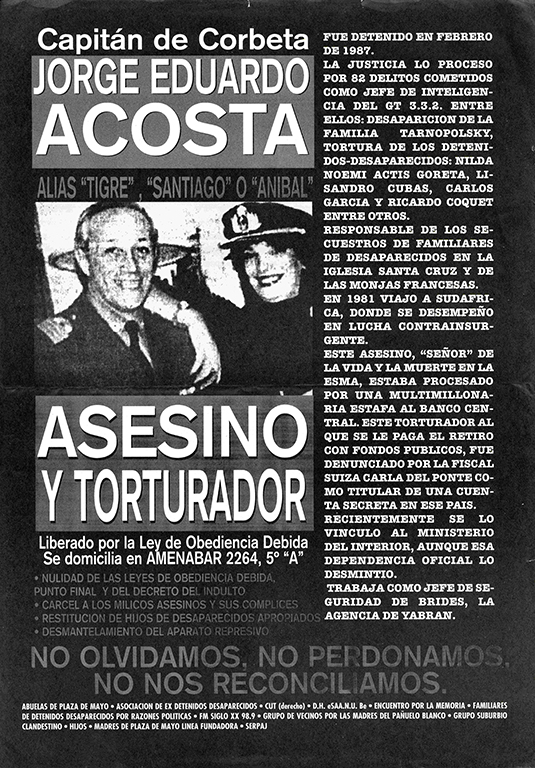 Capitán de Corbeta
JORGE EDUARDO
ACOSTA
ALIAS "TIGRE" , "SANTIAGO" O "ANIBAL"
ASESINO
Y TORTURADOR
Liberado por la Ley de Obediencia Debida
Se domicilia en AMENABAR 2264, 5º "A"
• NULIDAD DE LAS LEYES DE OBEDIENCIA DEBIDA,
PUNTO FINAL Y DEL DECRETO DEL INDULTO
• CARCEL A LOS MILICOS ASESINOS Y SUS COMPLICES
• RESTITUCION DE HIJOS DE DESAPARECIDOS APROPIADOS
• DESMANTELAMIENTO DEL APARATO REPRESIVO
FUE DETENIDO EN FEBRERO
DE 1987.
LA JUSTICIA LO PROCESO
POR 82 DELITOS COMETIDOS
COMO JEFE DE INTELIGEN-
CIA DEL GT 3.3.2. ENTRE
ELLOS: DESAPARICION DE LA
FAMILIA TARNOPOLSKY,
TORTURA DE LOS DETENI-
DOS-DESAPARECIDOS: NILDA
NOEMI ACTIS GORETA, LI-
SANDRO CUBAS, CARLOS
GARCIA Y RICARDO COQUET
ENTRE OTROS.
RESPONSABLE DE LOS SE-
CUESTROS DE FAMILIARES
DE DESAPARECIDOS EN LA
IGLESIA SANTA CRUZ Y DE
LAS MONJAS FRANCESAS.
EN 1981 VIAJO A SUDAFRI-
CA, DONDE SE DESEMPEÑO
EN LUCHA CONTRAINSUR-
GENTE.
ESTE ASESINO, "SEÑOR" DE
LA VIDA Y LA MUERTE EN LA
ESMA, ESTABA PROCESADO
POR UNA MULTIMILLONA-
RIA ESTAFA AL BANCO CEN-
TRAL. ESTE TORTURADOR AL
QUE SE LE PAGA EL RETIRO
CON FONDOS PUBLICOS, FUE
DENUNCIADO POR LA FISCAL
SUIZA CARLA DEL PONTE CO-
MO TITULAR DE UNA CUEN-
TA SECRETA EN ESE PAIS.
RECIENTEMENTE SE LO
VINCULO AL MINISTERIO
DEL INTERIOR, AUNQUE ESA
DEPENDENCIA OFICIAL LO
DESMINTIO.
TRABAJA COMO JEFE DE SE-
GURIDAD DE BRIDES, LA
AGENCIA DE YABRAN.
NO OLVIDAMOS, NO PERDONAMOS,
NO NOS RECONCILIAMOS.
ABUELAS DE PLAZA DE MAYO • ASOCIACION DE EX DETENIDOS DESAPARECIDOS • CUT (derecho) • D.H. eSAA.N.U. Be • ENCUENTRO POR LA MEMORIA • FAMILIARES
DE DETENIDOS DESAPARECIDOS POR RAZONES POLITICAS • FM SIGLO XX 98.9 • GRUPO DE VECINOS POR LAS MADRES DEL PAÑUELO BLANCO • GRUPO SUBURBIO
CLANDESTINO • HIJOS • MADRES DE PLAZA DE MAYO LINEA FUNDADORA • SERPAJ